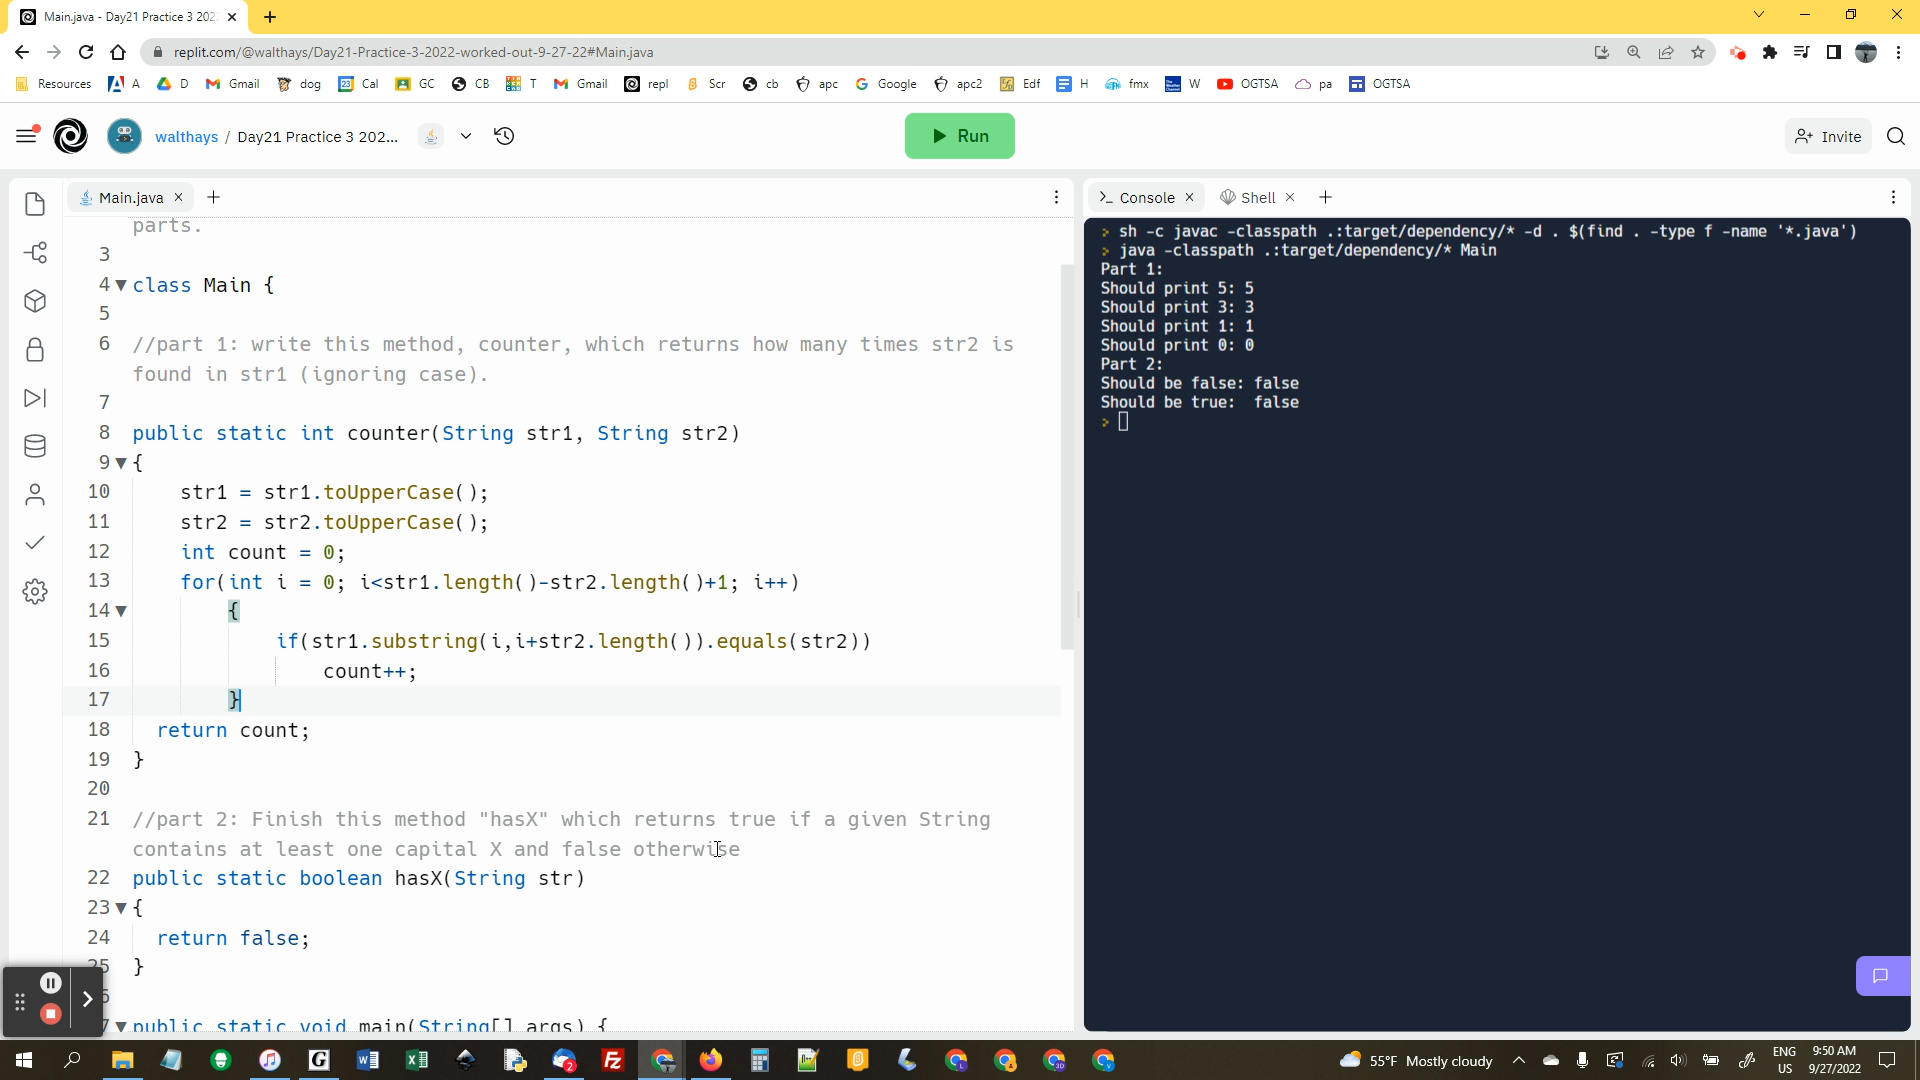 Main.java - Day21 Practice 3 202
replit.com/@walthays/Day21-Practice-3-2022-worked-out-9-27-22#Main.java
Resources A D Gmail dog Cal GC CB T Gmail repl Scr cb apc Google apc2 Edf H fmx W OGTSA pa OGTSA
walthays / Day21 Practice 3 202... Run Invite
Main.java
Console Shell
parts.
3
4 class Main {
5
6 //part 1: write this method, counter, which returns how many times str2 is
found in str1 (ignoring case).
7
8 public static int counter(String str1, String str2)
9 {
10 str1 = str1.toUpperCase();
11 str2 = str2.toUpperCase();
12 int count = 0;
13 for(int i = 0; i<str1.length()-str2.length()+1; i++)
14 {
15 if(str1.substring(i,i+str2.length()).equals(str2))
16 count++;
17 }
18 return count;
19 }
20
21 //part 2: Finish this method "hasX" which returns true if a given String
contains at least one capital X and false otherwise
22 public static boolean hasX(String str)
23 {
24 return false;
25 }
6
7 public static void main(String[] args) {
> sh -c javac -classpath .:target/dependency/* -d . $(find . -type f -name '*.java')
> java -classpath .:target/dependency/* Main
Part 1:
Should print 5: 5
Should print 3: 3
Should print 1: 1
Should print 0: 0
Part 2:
Should be false: false
Should be true:  false
>
55°F Mostly cloudy
ENG
US
9:50 AM
9/27/2022